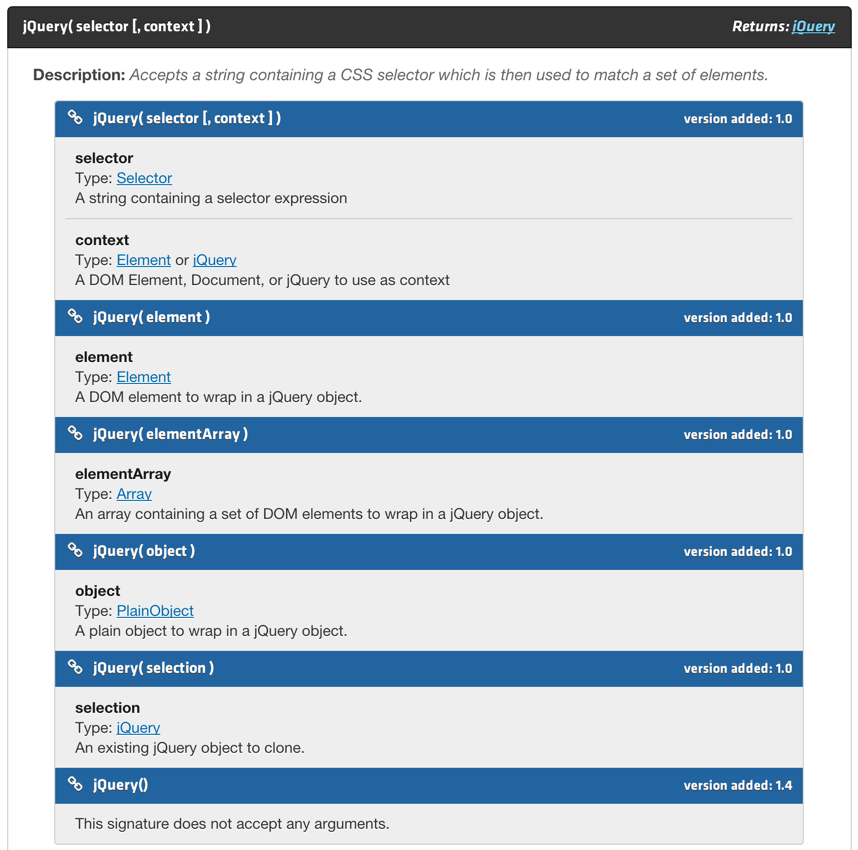 jQuery( selector [, context ] ) Returns: jQuery
Description: Accepts a string containing a CSS selector which is then used to match a set of elements.
jQuery( selector [, context ] ) version added: 1.0
selector
Type: Selector
A string containing a selector expression
context
Type: Element or jQuery
A DOM Element, Document, or jQuery to use as context
jQuery( element ) version added: 1.0
element
Type: Element
A DOM element to wrap in a jQuery object.
jQuery( elementArray ) version added: 1.0
elementArray
Type: Array
An array containing a set of DOM elements to wrap in a jQuery object.
jQuery( object ) version added: 1.0
object
Type: PlainObject
A plain object to wrap in a jQuery object.
jQuery( selection ) version added: 1.0
selection
Type: jQuery
An existing jQuery object to clone.
jQuery() version added: 1.4
This signature does not accept any arguments.